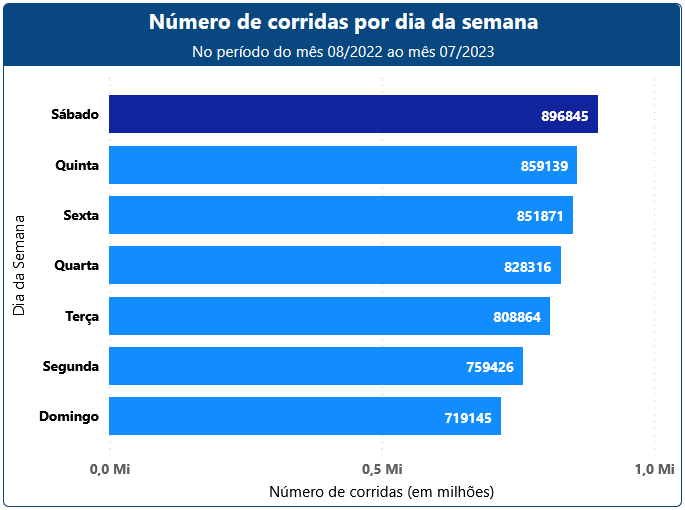 Número de corridas por dia da semana
No período do mês 08/2022 ao mês 07/2023
Dia da Semana
Sábado 896845
Quinta 859139
Sexta 851871
Quarta 828316
Terça 808864
Segunda 759426
Domingo 719145
0,0 Mi 0,5 Mi 1,0 Mi
Número de corridas (em milhões)